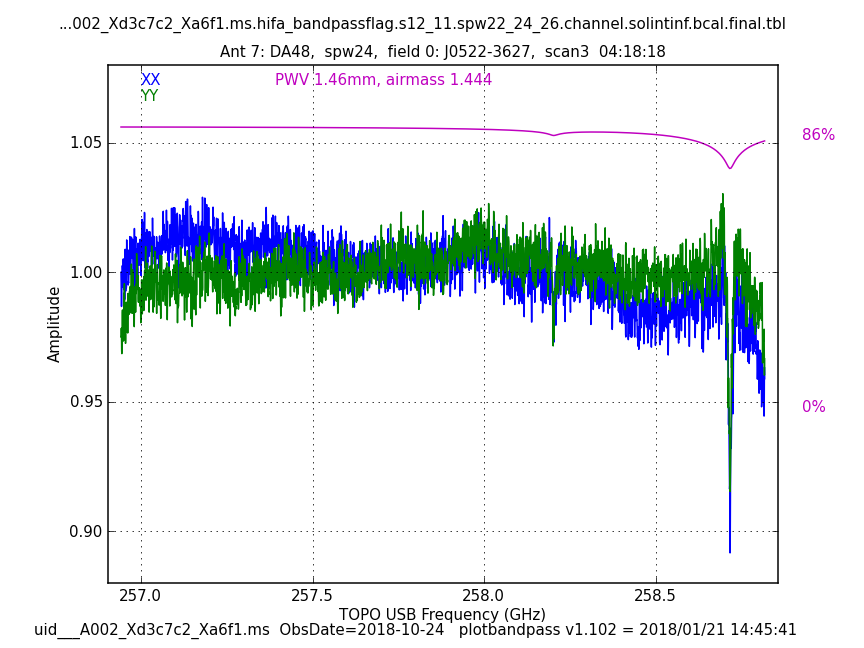 ...002_Xd3c7c2_Xa6f1.ms.hifa_bandpassflag.s12_11.spw22_24_26.channel.solintinf.bcal.final.tbl
Ant 7: DA48, spw24, field 0: J0522-3627, scan3 04:18:18
XX
PWV 1.46mm, airmass 1.444
YY
86%
1.05
1.00
0.95
0.90
0%
Amplitude
257.0 257.5 258.0 258.5
TOPO USB Frequency (GHz)
uid___A002_Xd3c7c2_Xa6f1.ms ObsDate=2018-10-24 plotbandpass v1.102 = 2018/01/21 14:45:41